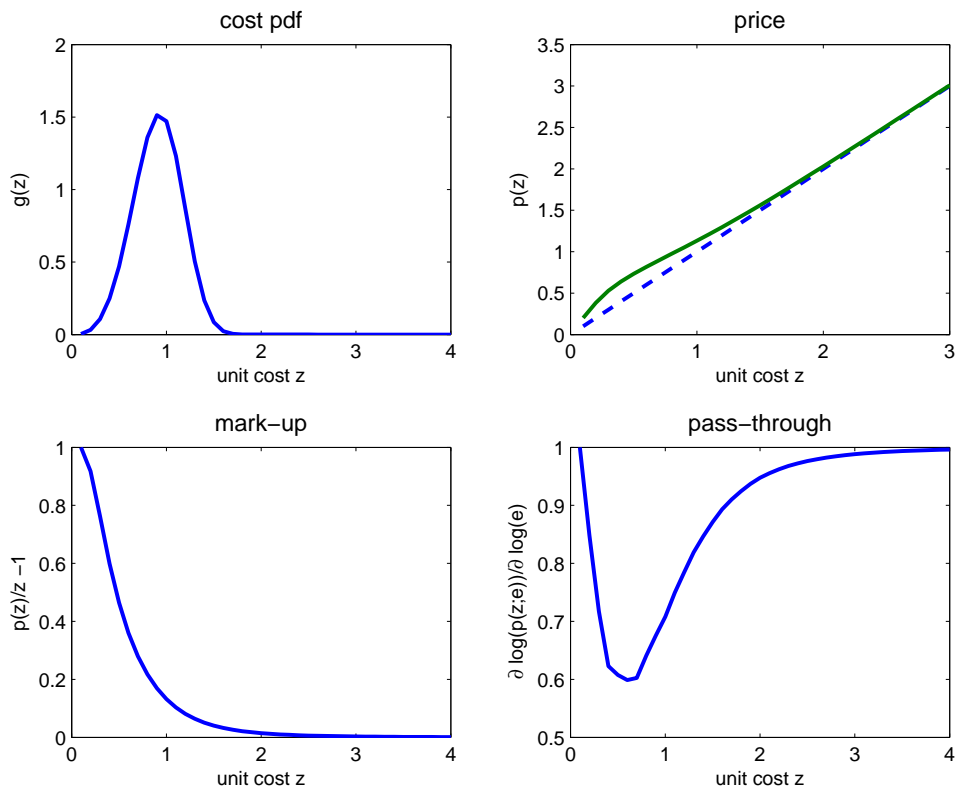 cost pdf
2
1.5
1
0.5
0
g(z)
0 1 2 3 4
unit cost z
price
3.5
3
2.5
2
1.5
1
0.5
0
p(z)
0 1 2 3
unit cost z
mark−up
1
0.8
0.6
0.4
0.2
0
p(z)/z −1
0 1 2 3 4
unit cost z
pass−through
1
0.9
0.8
0.7
0.6
0.5
∂ log(p(z;e))/∂ log(e)
0 1 2 3 4
unit cost z